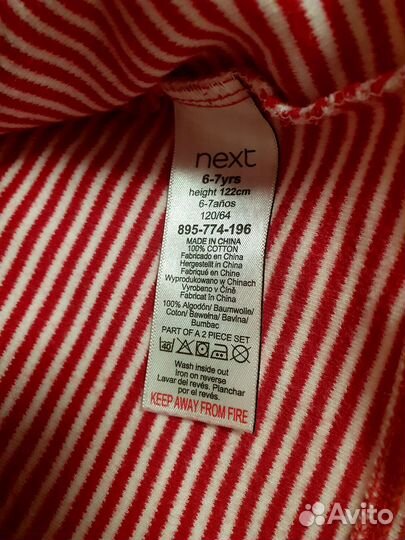 next
6-7yrs
height 122cm
6-7años
120/64
895-774-196
MADE IN CHINA
100% COTTON
Fabricado en China
Hergestellt in China
Fabriqué en Chine
Wyprodukowano w Chinach
Vyrobeno v Číně
Fabricat în China
100% Algodón/ Baumwolle/
Coton/ Bawełna/ Bavlna/
Bumbac
PART OF A 2 PIECE SET
40
Wash inside out
Iron on reverse
Lavar del revés. Planchar
por el revés.
KEEP AWAY FROM FIRE
Avito